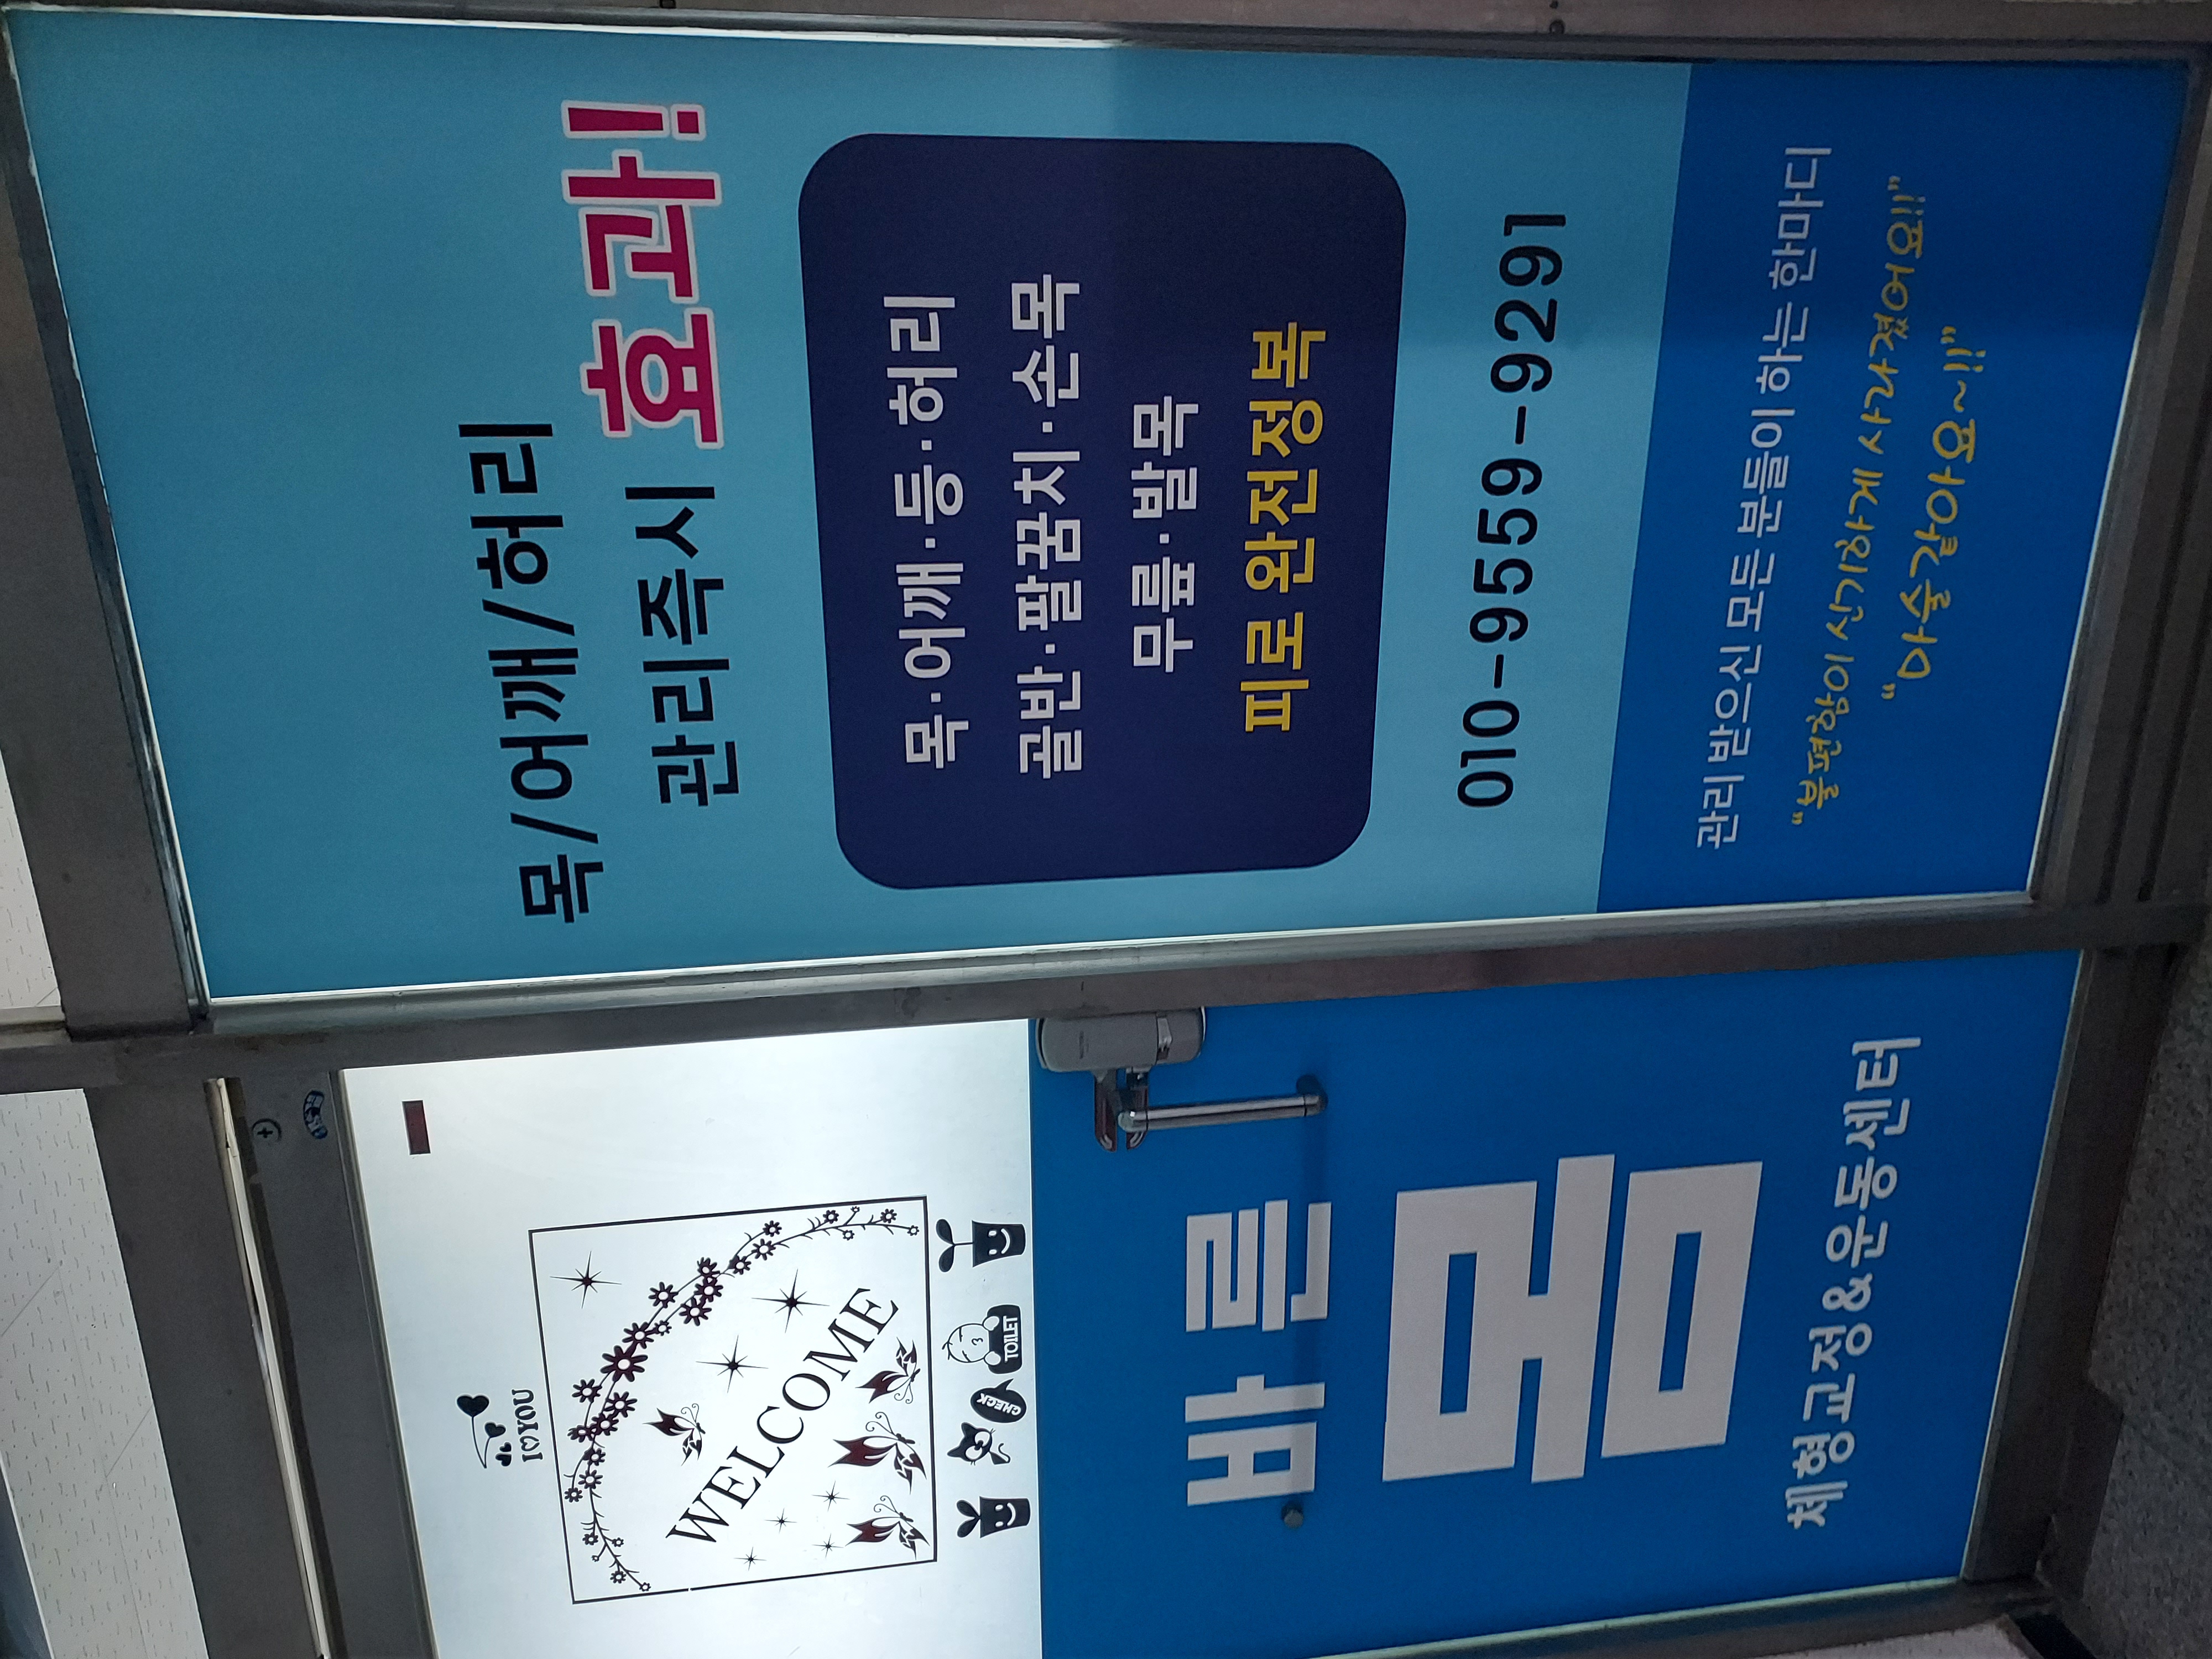 I♡YOU
WELCOME
CHECK
TOILET
바른
몸
체형교정&운동센터
목/어깨/허리
관리즉시 효과!
목·어깨·등·허리
골반·팔꿈치·손목
무릎·발목
피로 완전정복
010-9559-9291
관리 받으신 모든 분들이 하는 한마디
"불편함이 신기하게 사라졌어요!!"
"마술같아요~!!"